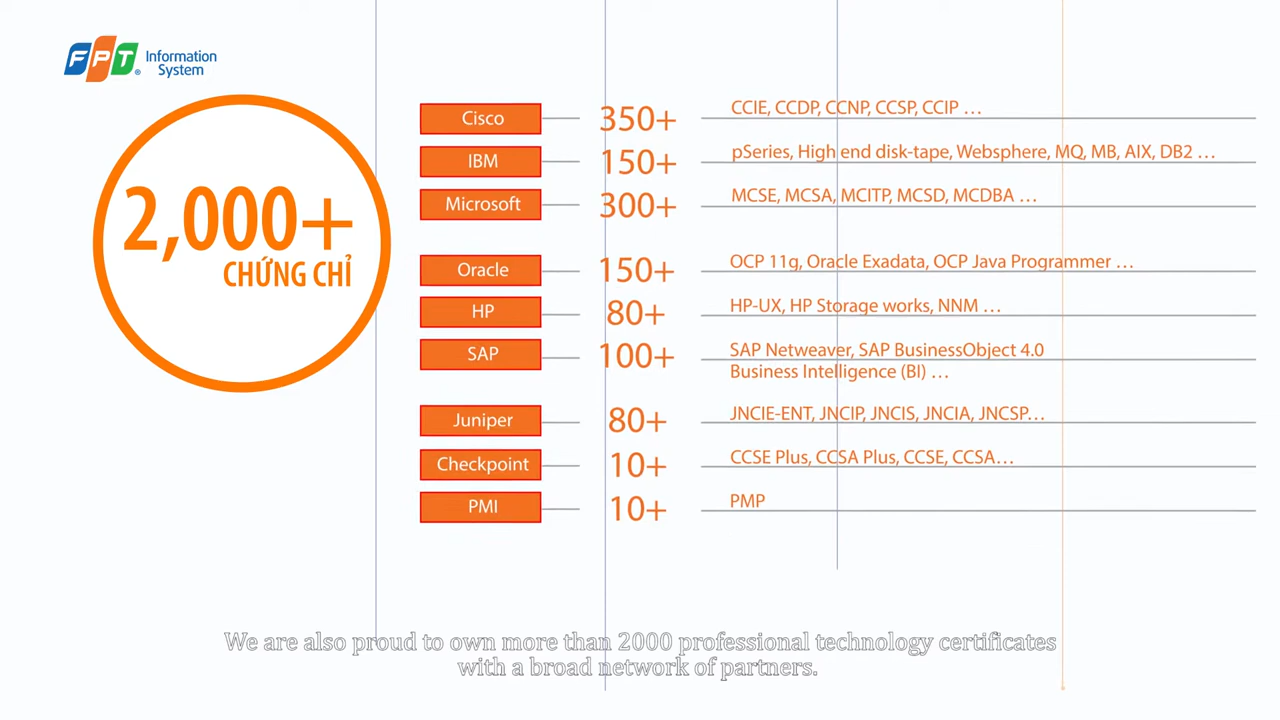 FPT® Information
System
2,000+
CHỨNG CHỈ
Cisco 350+ CCIE, CCDP, CCNP, CCSP, CCIP ...
IBM 150+ pSeries, High end disk-tape, Websphere, MQ, MB, AIX, DB2 ...
Microsoft 300+ MCSE, MCSA, MCITP, MCSD, MCDBA ...
Oracle 150+ OCP 11g, Oracle Exadata, OCP Java Programmer ...
HP 80+ HP-UX, HP Storage works, NNM ...
SAP 100+ SAP Netweaver, SAP BusinessObject 4.0
Business Intelligence (BI) ...
Juniper 80+ JNCIE-ENT, JNCIP, JNCIS, JNCIA, JNCSP...
Checkpoint 10+ CCSE Plus, CCSA Plus, CCSE, CCSA...
PMI 10+ PMP
We are also proud to own more than 2000 professional technology certificates
with a broad network of partners.